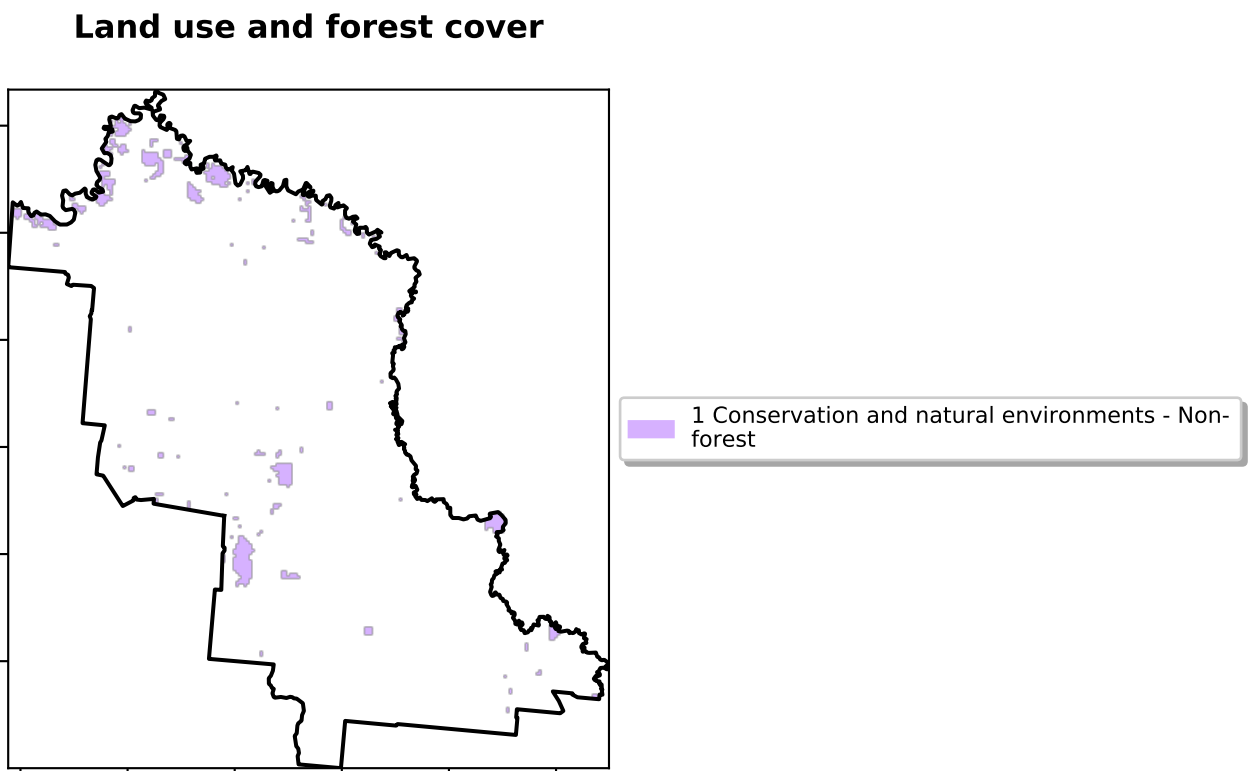 Land use and forest cover
1 Conservation and natural environments - Non-
forest